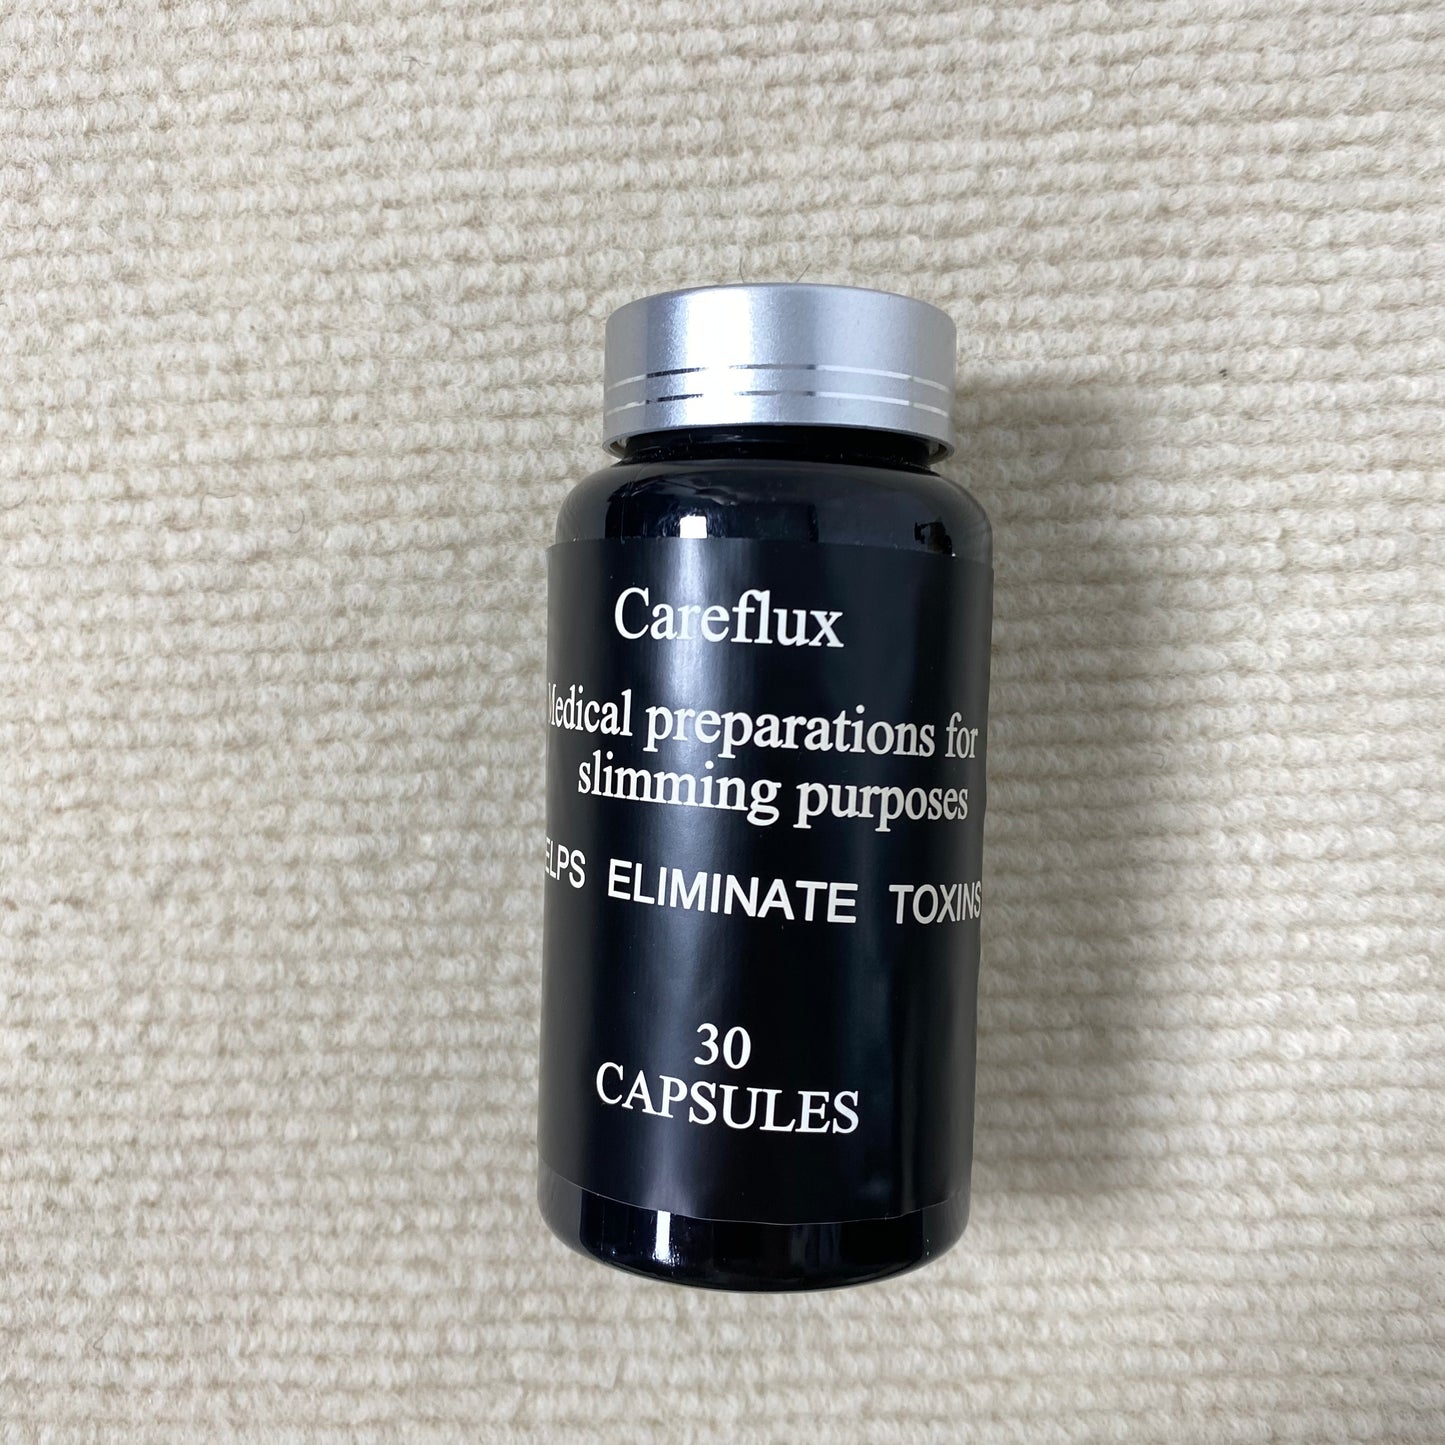 Careflux
Medical preparations for
slimming purposes
ELPS ELIMINATE TOXINS
30
CAPSULES